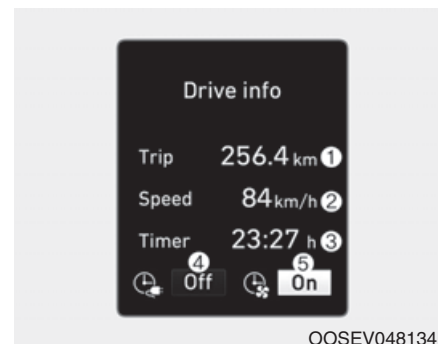 Drive info
Trip 256.4 km 1
Speed 84 km/h 2
Timer 23:27 h 3
4 5
Off On
OOSEV048134